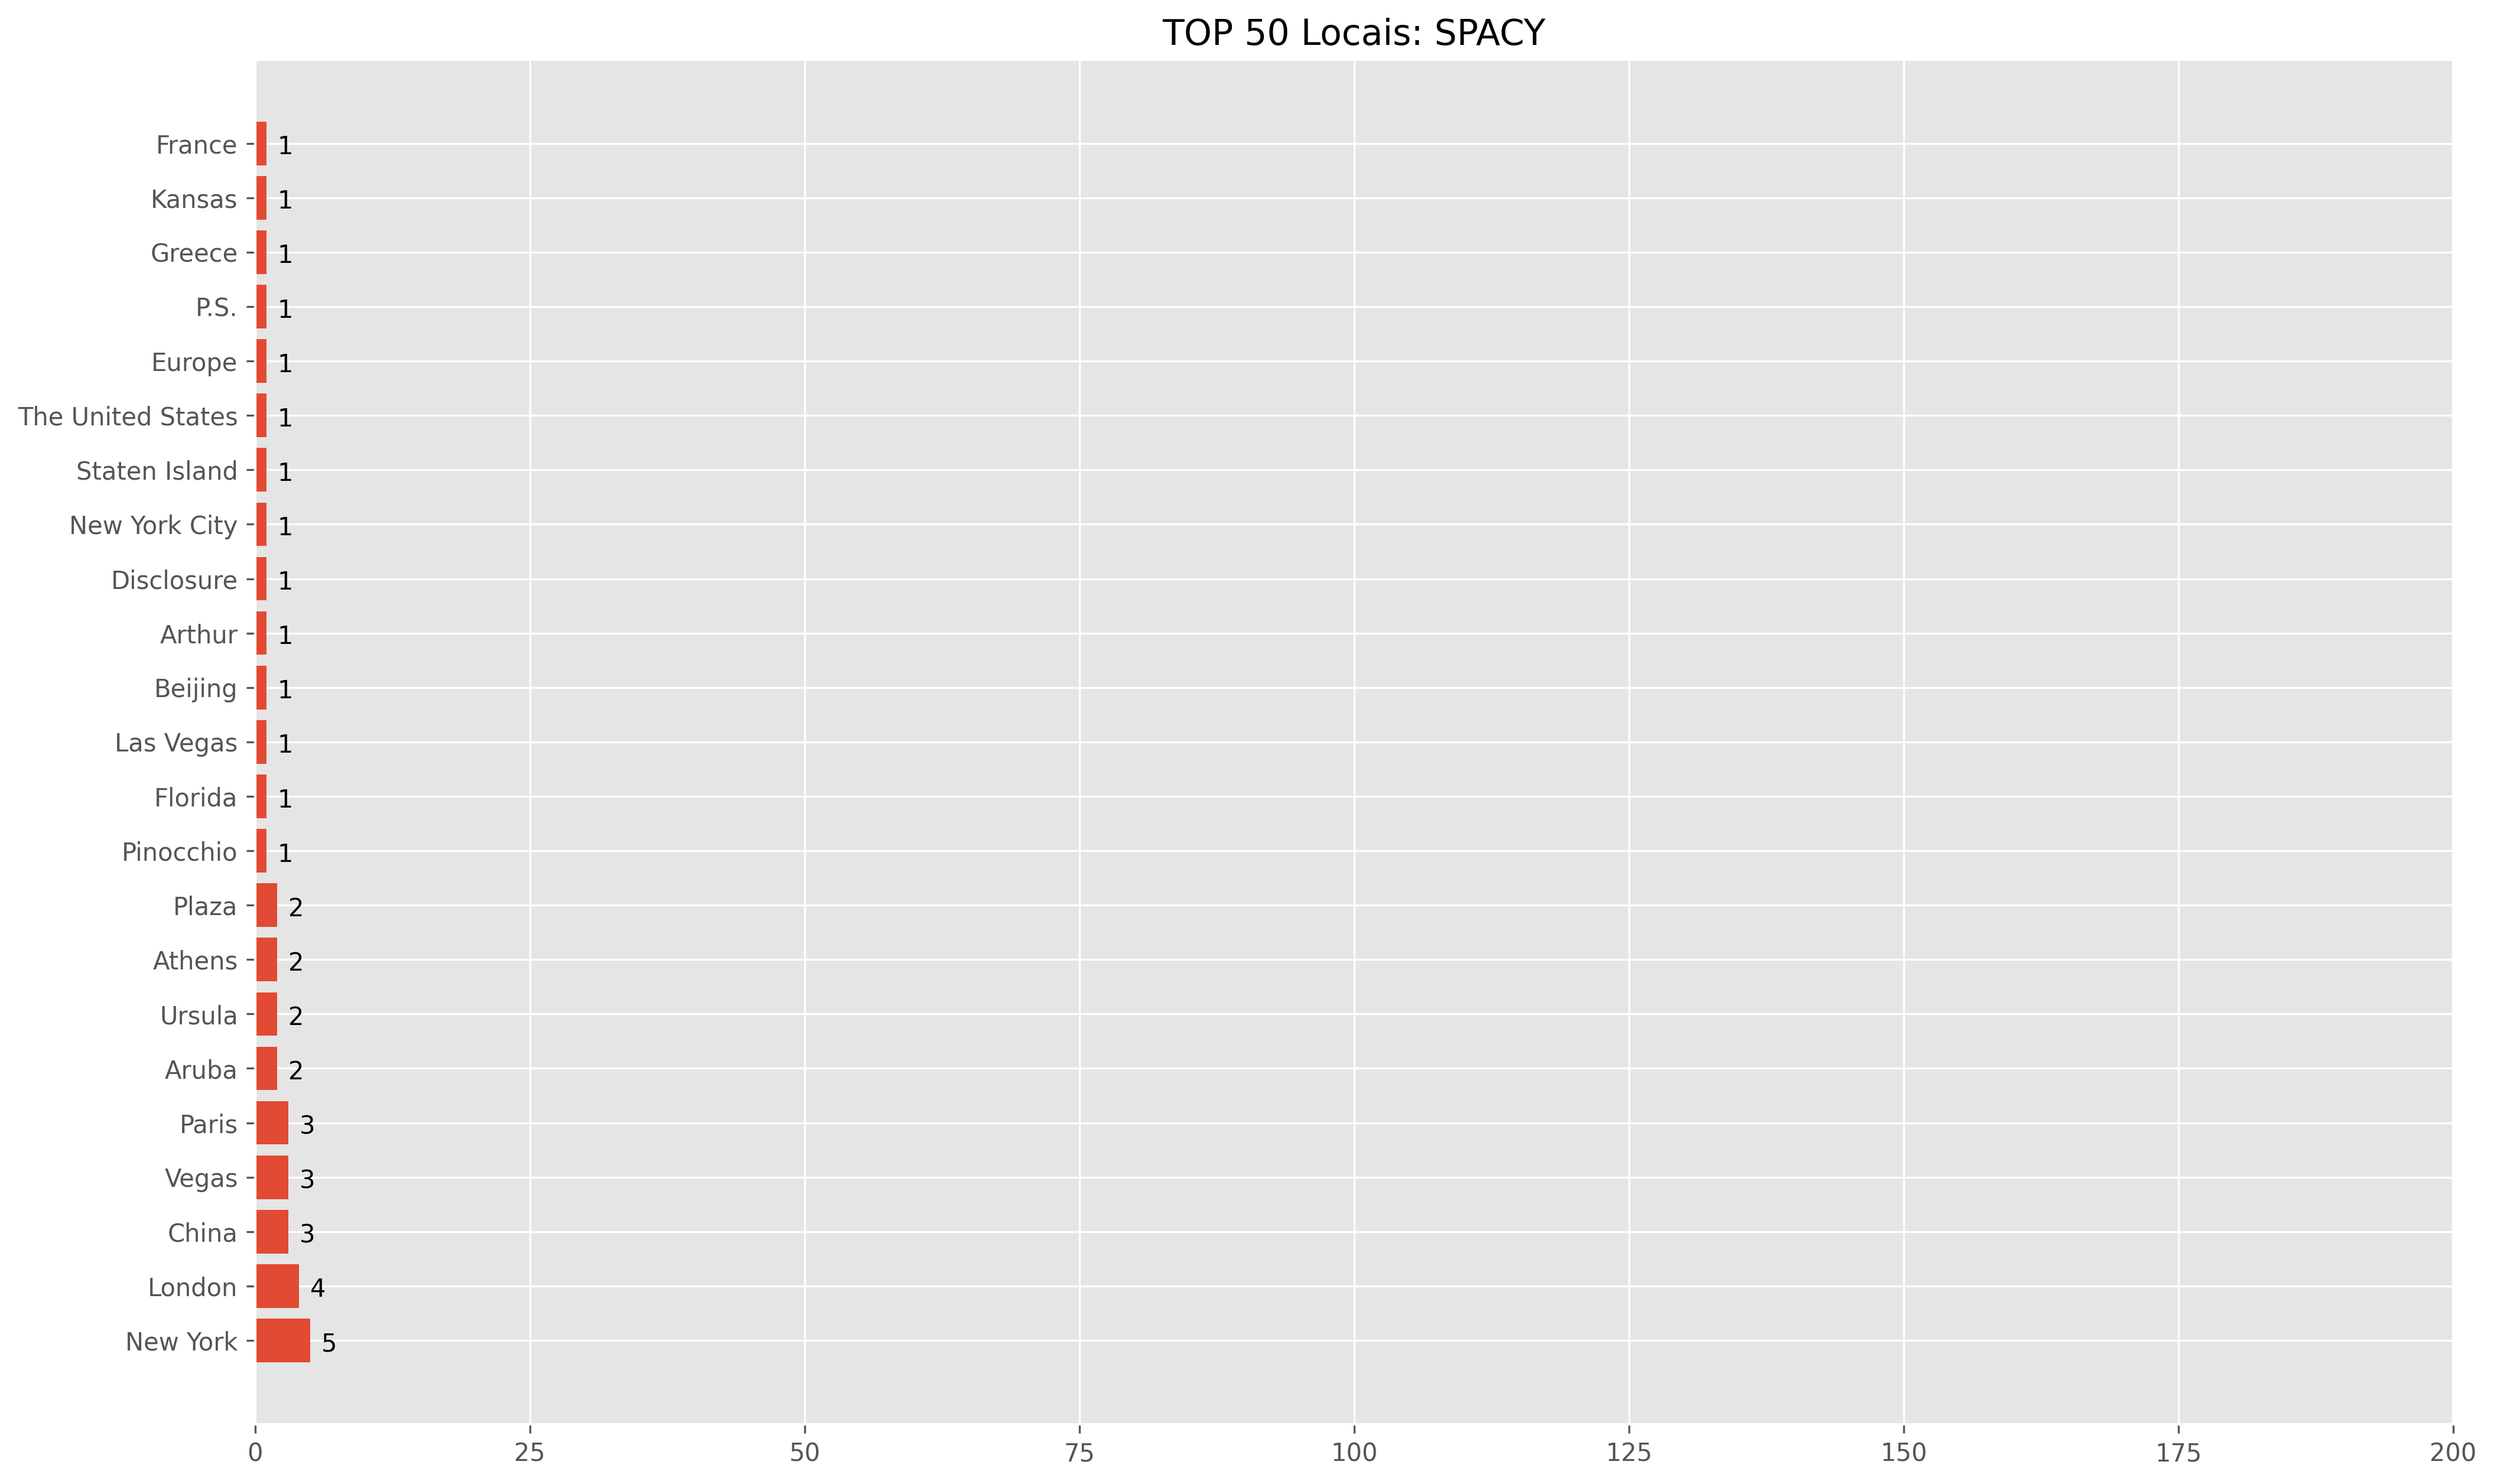 TOP 50 Locais: SPACY
France 1
Kansas 1
Greece 1
P.S. 1
Europe 1
The United States 1
Staten Island 1
New York City 1
Disclosure 1
Arthur 1
Beijing 1
Las Vegas 1
Florida 1
Pinocchio 1
Plaza 2
Athens 2
Ursula 2
Aruba 2
Paris 3
Vegas 3
China 3
London 4
New York 5
0 25 50 75 100 125 150 175 200